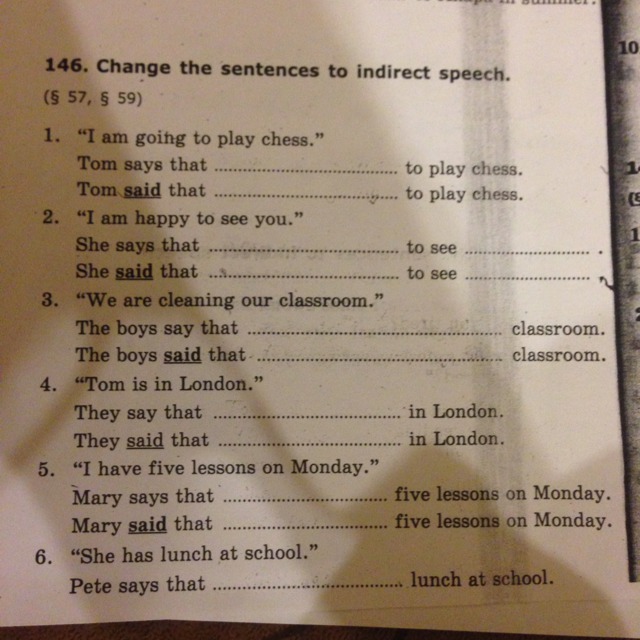 in summer.
146. Change the sentences to indirect speech.
(§ 57, § 59)
1. “I am going to play chess.”
Tom says that .................................. to play chess.
Tom said that .................................. to play chess.
2. “I am happy to see you.”
She says that .................................. to see ....................... .
She said that .................................. to see .......................
3. “We are cleaning our classroom.”
The boys say that ............................................... classroom.
The boys said that ............................................. classroom.
4. “Tom is in London.”
They say that .................................. in London.
They said that .................................. in London.
5. “I have five lessons on Monday.”
Mary says that .............................. five lessons on Monday.
Mary said that .............................. five lessons on Monday.
6. “She has lunch at school.”
Pete says that .................................. lunch at school.
10